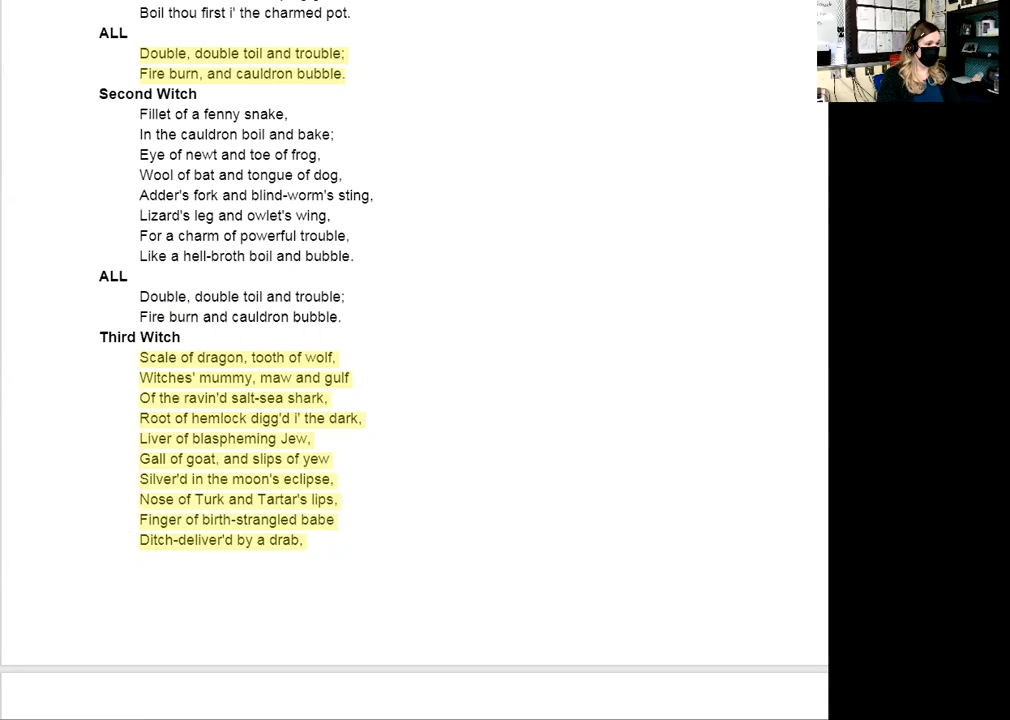 Boil thou first i' the charmed pot.
ALL
Double, double toil and trouble;
Fire burn, and cauldron bubble.
Second Witch
Fillet of a fenny snake,
In the cauldron boil and bake;
Eye of newt and toe of frog,
Wool of bat and tongue of dog,
Adder's fork and blind-worm's sting,
Lizard's leg and owlet's wing,
For a charm of powerful trouble,
Like a hell-broth boil and bubble.
ALL
Double, double toil and trouble;
Fire burn and cauldron bubble.
Third Witch
Scale of dragon, tooth of wolf,
Witches' mummy, maw and gulf
Of the ravin'd salt-sea shark,
Root of hemlock digg'd i' the dark,
Liver of blaspheming Jew,
Gall of goat, and slips of yew
Silver'd in the moon's eclipse,
Nose of Turk and Tartar's lips,
Finger of birth-strangled babe
Ditch-deliver'd by a drab,